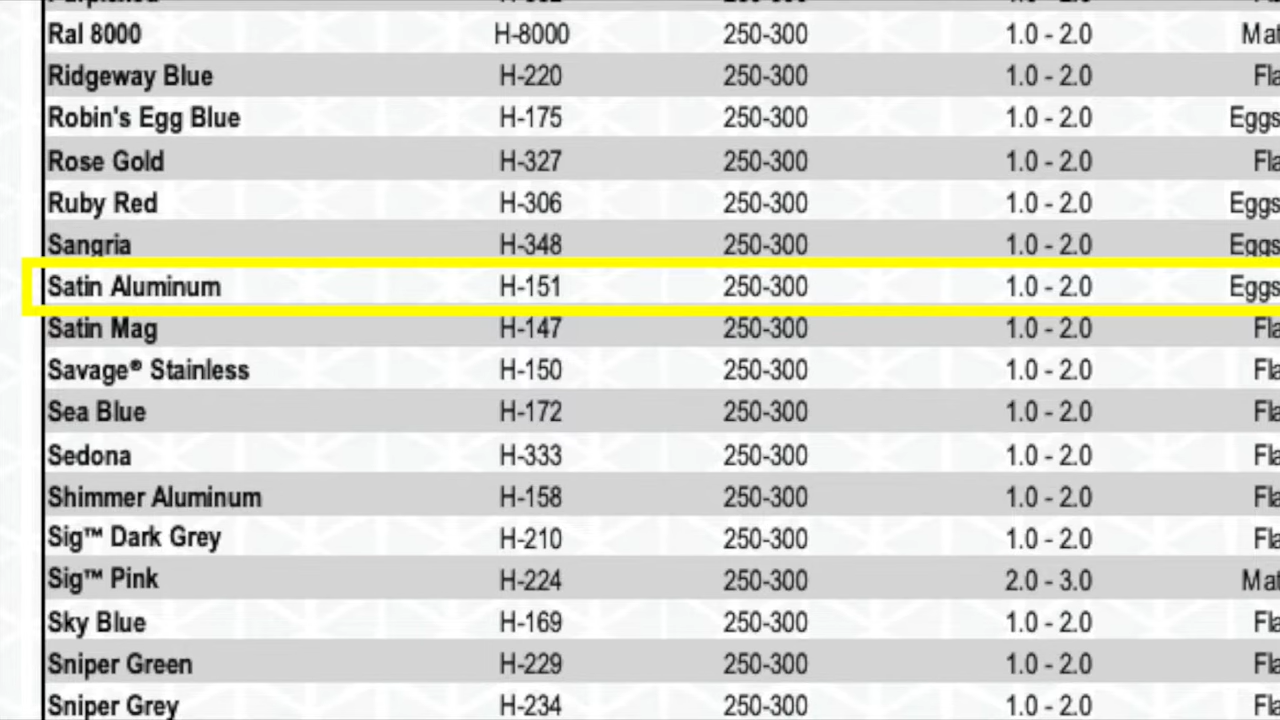 Ral 8000 H-8000 250-300 1.0 - 2.0
Ridgeway Blue H-220 250-300 1.0 - 2.0
Robin's Egg Blue H-175 250-300 1.0 - 2.0
Rose Gold H-327 250-300 1.0 - 2.0
Ruby Red H-306 250-300 1.0 - 2.0
Sangria H-348 250-300 1.0 - 2.0
Satin Aluminum H-151 250-300 1.0 - 2.0
Satin Mag H-147 250-300 1.0 - 2.0
Savage® Stainless H-150 250-300 1.0 - 2.0
Sea Blue H-172 250-300 1.0 - 2.0
Sedona H-333 250-300 1.0 - 2.0
Shimmer Aluminum H-158 250-300 1.0 - 2.0
Sig™ Dark Grey H-210 250-300 1.0 - 2.0
Sig™ Pink H-224 250-300 2.0 - 3.0
Sky Blue H-169 250-300 1.0 - 2.0
Sniper Green H-229 250-300 1.0 - 2.0
Sniper Grey H-234 250-300 1.0 - 2.0